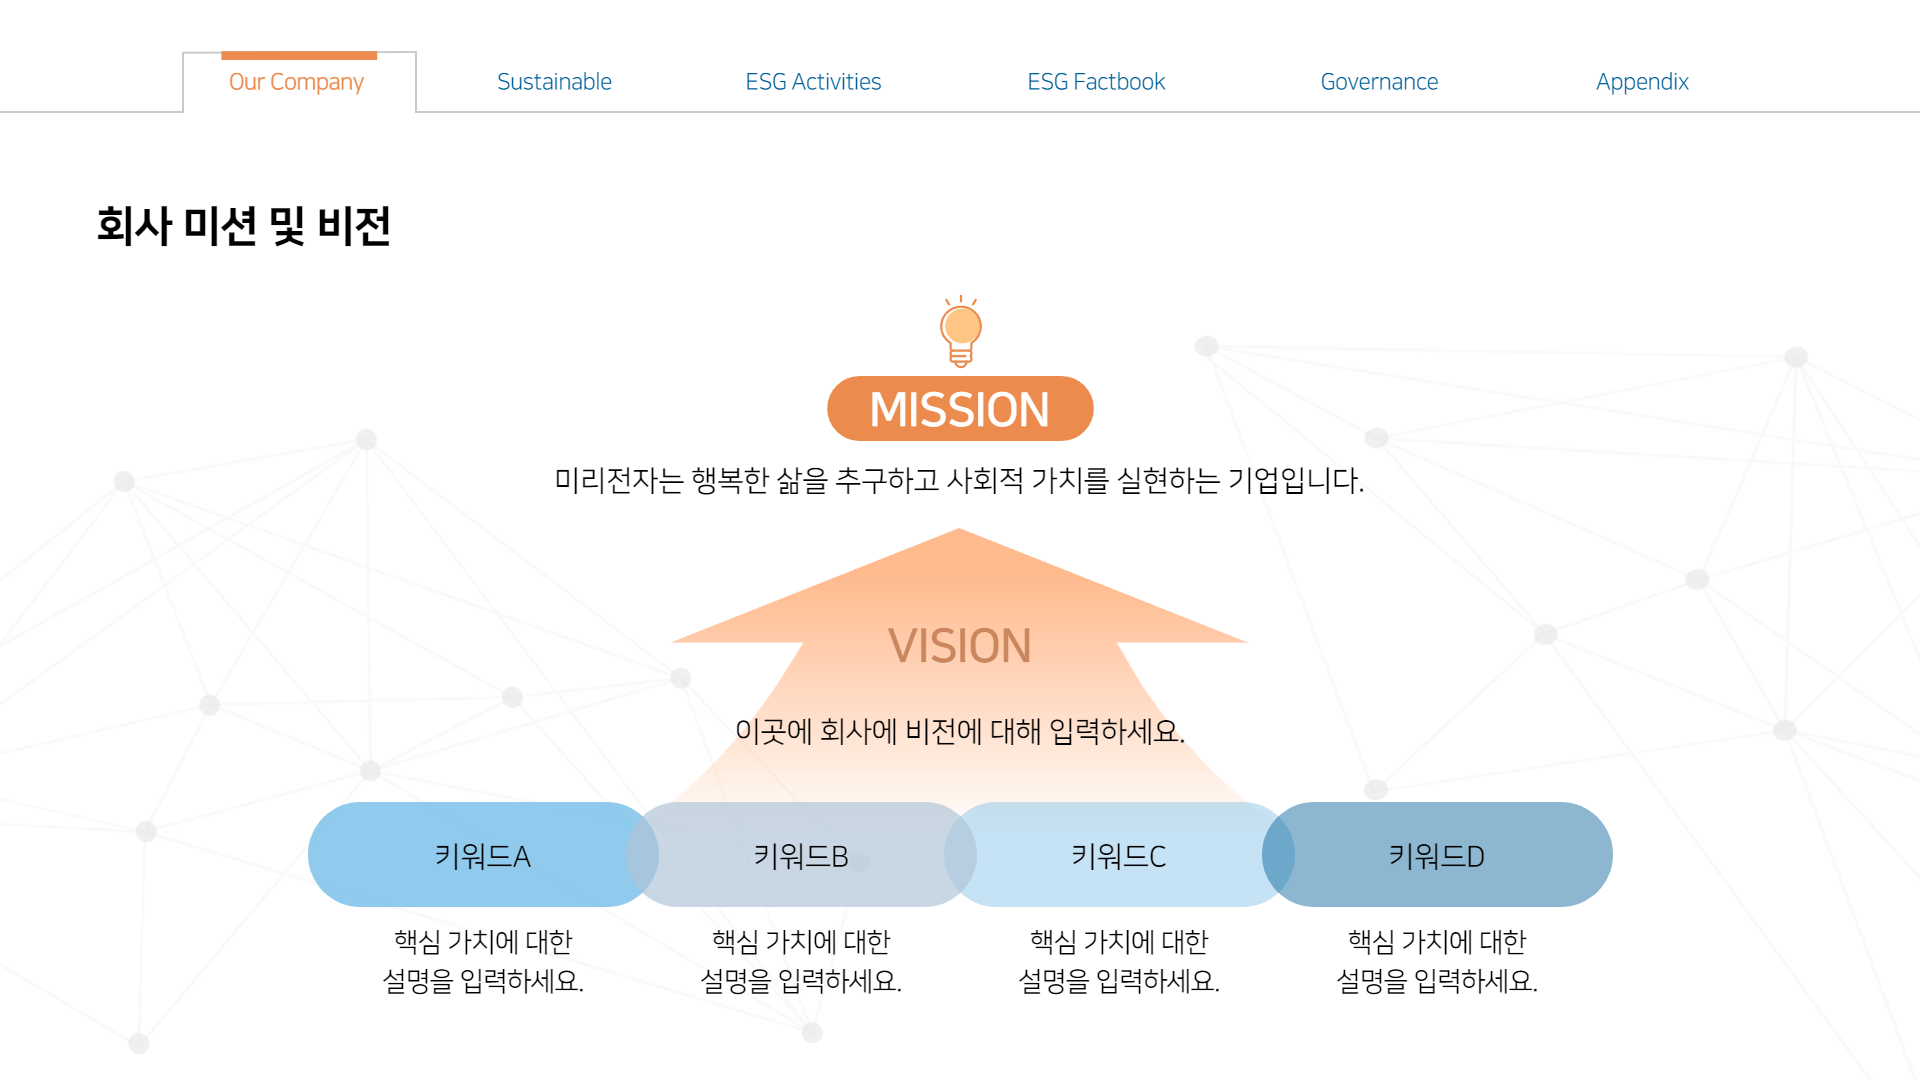 Our Company
Sustainable
ESG Activities
ESG Factbook
Governance
Appendix
회사 미션 및 비전
MISSION
미리전자는 행복한 삶을 추구하고 사회적 가치를 실현하는 기업입니다.
VISION
이곳에 회사에 비전에 대해 입력하세요.
키워드A
키워드B
키워드C
키워드D
핵심 가치에 대한
설명을 입력하세요.
핵심 가치에 대한
설명을 입력하세요.
핵심 가치에 대한
설명을 입력하세요.
핵심 가치에 대한
설명을 입력하세요.